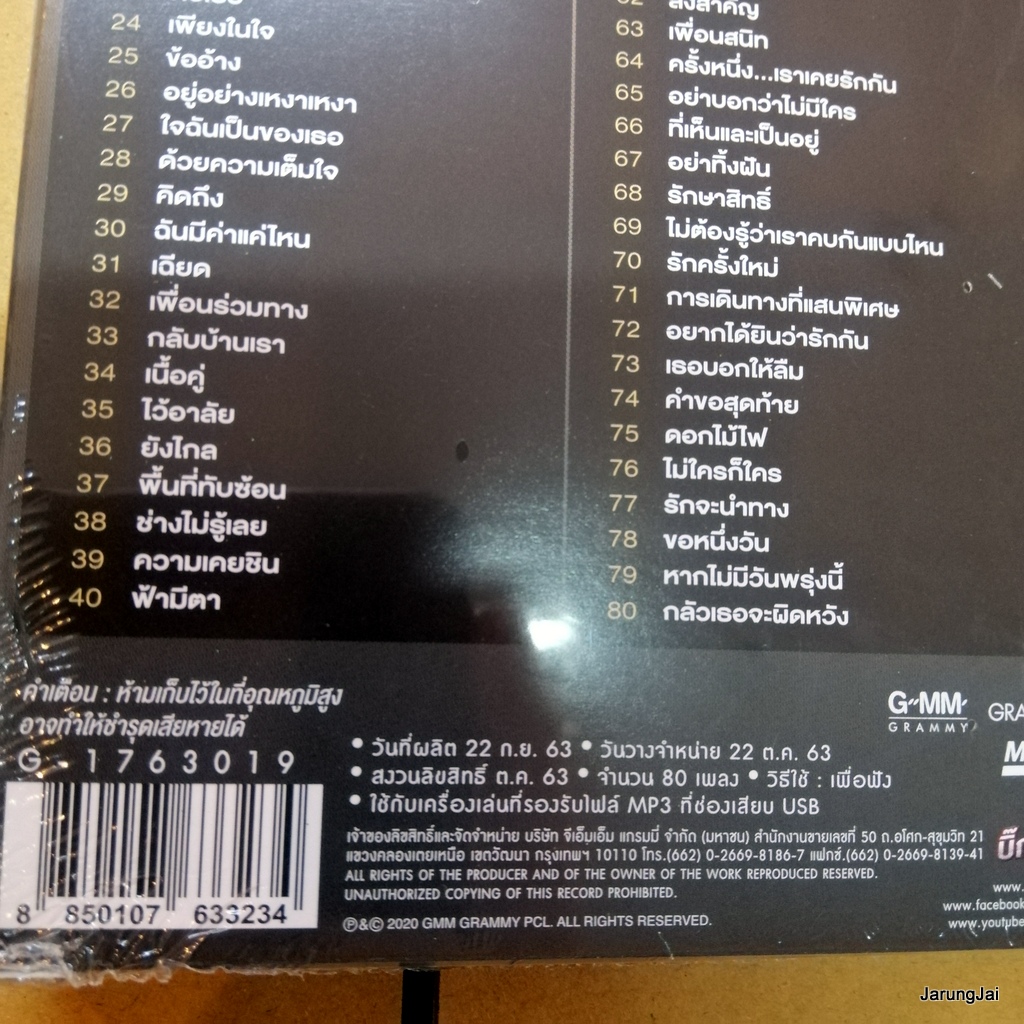 24 เพียงในใจ
25 ข้ออ้าง
26 อยู่อย่างเหงาเหงา
27 ใจฉันเป็นของเธอ
28 ด้วยความเต็มใจ
29 คิดถึง
30 ฉันมีค่าแค่ไหน
31 เฉียด
32 เพื่อนร่วมทาง
33 กลับบ้านเรา
34 เนื้อคู่
35 ไว้อาลัย
36 ยังไกล
37 พื้นที่ทับซ้อน
38 ช่างไม่รู้เลย
39 ความเคยชิน
40 ฟ้ามีตา
63 เพื่อนสนิท
64 ครั้งหนึ่ง...เราเคยรักกัน
65 อย่าบอกว่าไม่มีใคร
66 ที่เห็นและเป็นอยู่
67 อย่าทิ้งฝัน
68 รักษาสิทธิ์
69 ไม่ต้องรู้ว่าเราคบกันแบบไหน
70 รักครั้งใหม่
71 การเดินทางที่แสนพิเศษ
72 อยากได้ยินว่ารักกัน
73 เธอบอกให้ลืม
74 คำขอสุดท้าย
75 ดอกไม้ไฟ
76 ไม่ใครก็ใคร
77 รักจะนำทาง
78 ขอหนึ่งวัน
79 หากไม่มีวันพรุ่งนี้
80 กลัวเธอจะผิดหวัง
คำเตือน : ห้ามเก็บไว้ในที่อุณหภูมิสูง
อาจทำให้ชำรุดเสียหายได้
G - 1763019
8 850107 633234
• วันที่ผลิต 22 ก.ย. 63 • วันวางจำหน่าย 22 ต.ค. 63
• สงวนลิขสิทธิ์ ต.ค. 63 • จำนวน 80 เพลง • วิธีใช้ : เพื่อฟัง
• ใช้กับเครื่องเล่นที่รองรับไฟล์ MP3 ที่ช่องเสียบ USB
เจ้าของลิขสิทธิ์และจัดจำหน่าย บริษัท จีเอ็มเอ็ม แกรมมี่ จำกัด (มหาชน) สำนักงานขายเลขที่ 50 ถ.อโศก-สุขุมวิท 21
แขวงคลองเตยเหนือ เขตวัฒนา กรุงเทพฯ 10110 โทร.(662) 0-2669-8186-7 แฟกซ์.(662) 0-2669-8139-41
ALL RIGHTS OF THE PRODUCER AND OF THE OWNER OF THE WORK REPRODUCED RESERVED.
UNAUTHORIZED COPYING OF THIS RECORD PROHIBITED.
Ⓟ&© 2020 GMM GRAMMY PCL. ALL RIGHTS RESERVED.
GMM
GRAMMY
www.
www.facebook
www.youtube
JarungJai